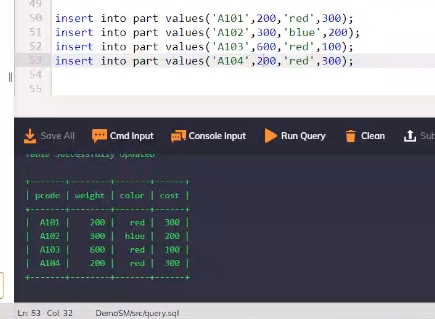 49
50 insert into part values('A101',200,'red',300);
51 insert into part values('A102',300,'blue',200);
52 insert into part values('A103',600,'red',100);
53 insert into part values('A104',200,'red',300);
54
55
Save All Cmd Input Console Input Run Query Clean Sub
Table Successfully Updated
+-------+--------+-------+------+
| pcode | weight | color | cost |
+-------+--------+-------+------+
| A101 | 200 | red | 300 |
| A102 | 300 | blue | 200 |
| A103 | 600 | red | 100 |
| A104 | 200 | red | 300 |
+-------+--------+-------+------+
Ln: 53 Col 32 DemoSM/src/query.sql